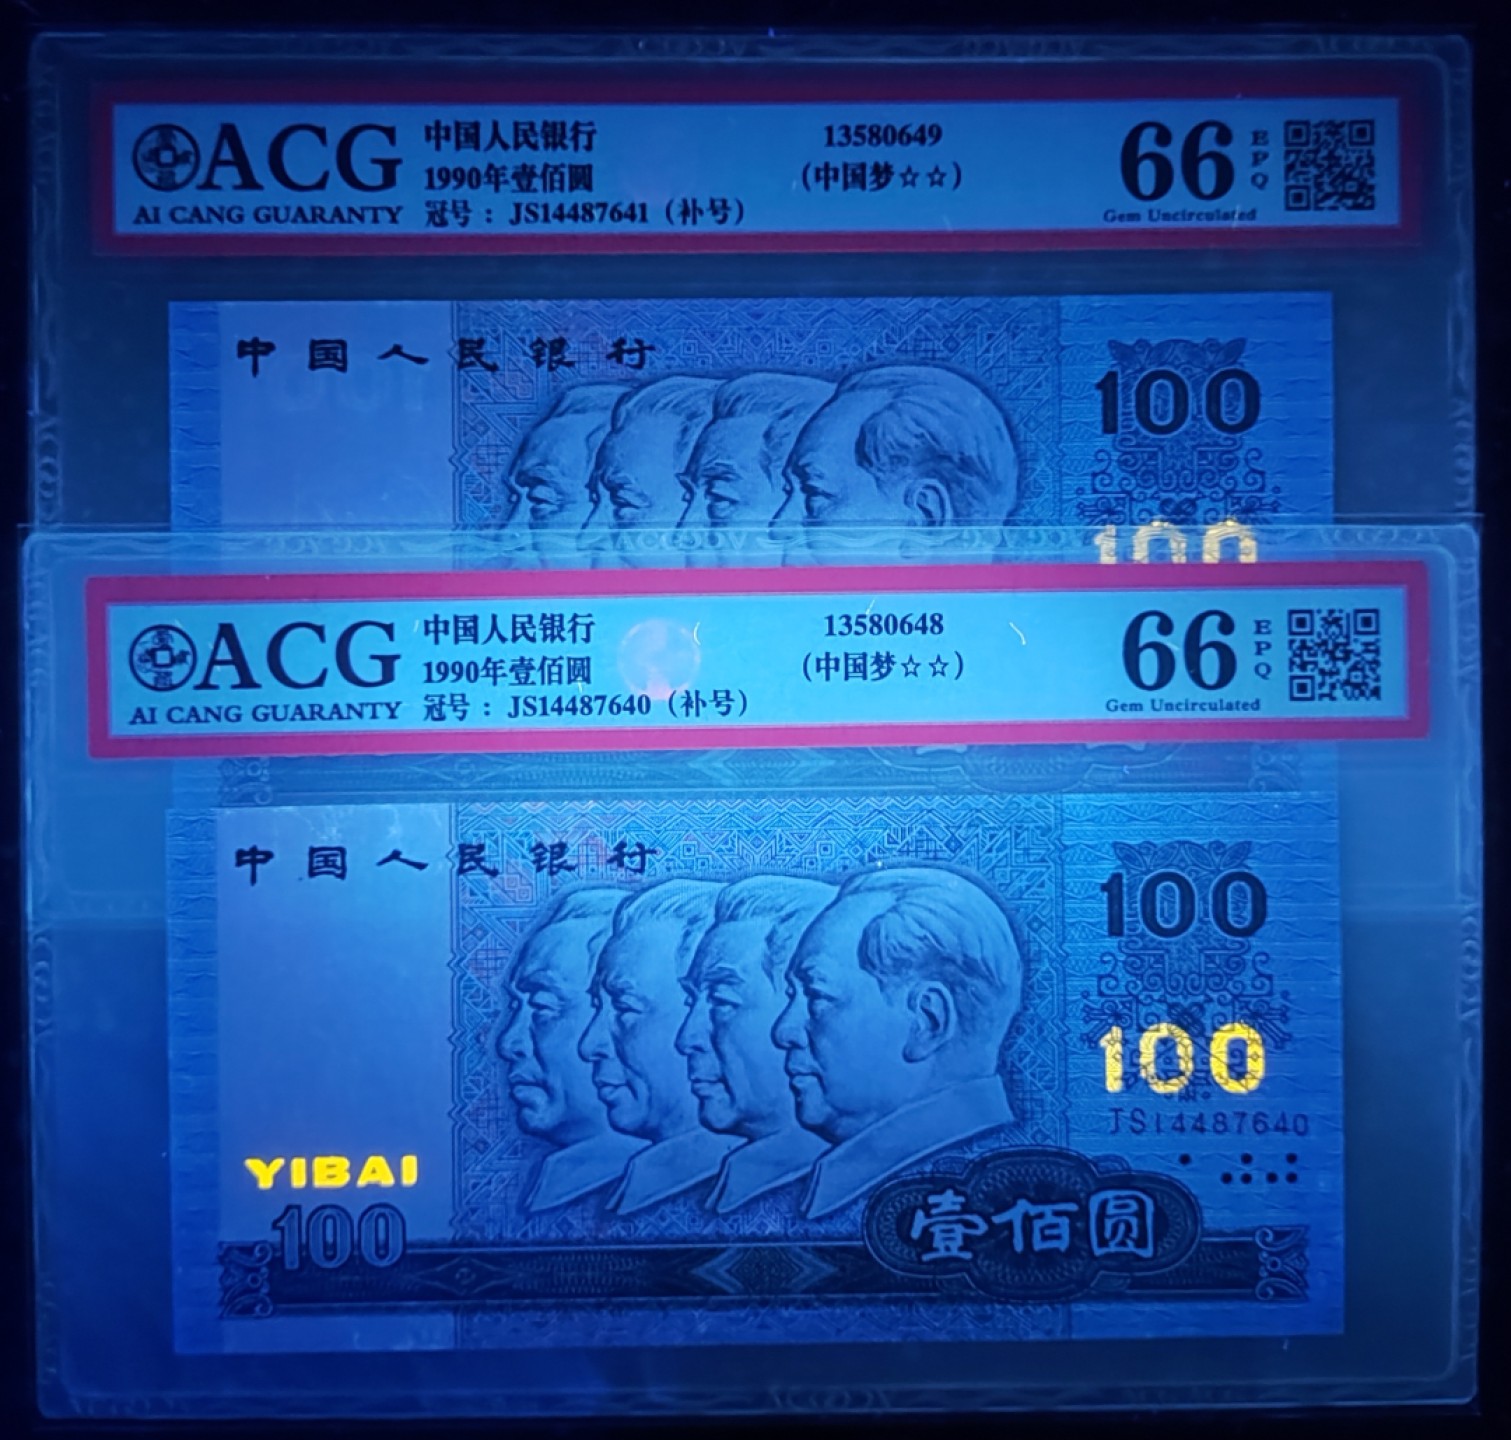 ACG
AI CANG GUARANTY
中国人民银行
1990年壹佰圆
冠号：JS14487641（补号）
13580649
（中国梦☆☆）
66
EPQ
Gem Uncirculated
中国人民银行
100
100
ACG
AI CANG GUARANTY
中国人民银行
1990年壹佰圆
冠号：JS14487640（补号）
13580648
（中国梦☆☆）
66
EPQ
Gem Uncirculated
中国人民银行
100
100
JS14487640
YIBAI
100
壹佰圆